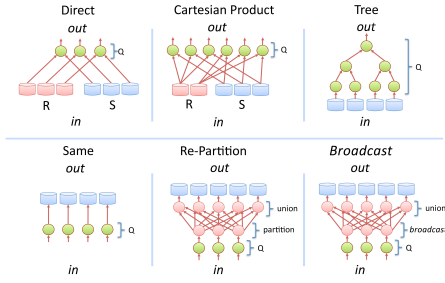 Direct
out
Q
R
S
in
Cartesian Product
out
Q
R
S
in
Tree
out
Q
in
Same
out
Q
in
Re-Partition
out
union
partition
Q
in
Broadcast
out
union
broadcas
Q
in